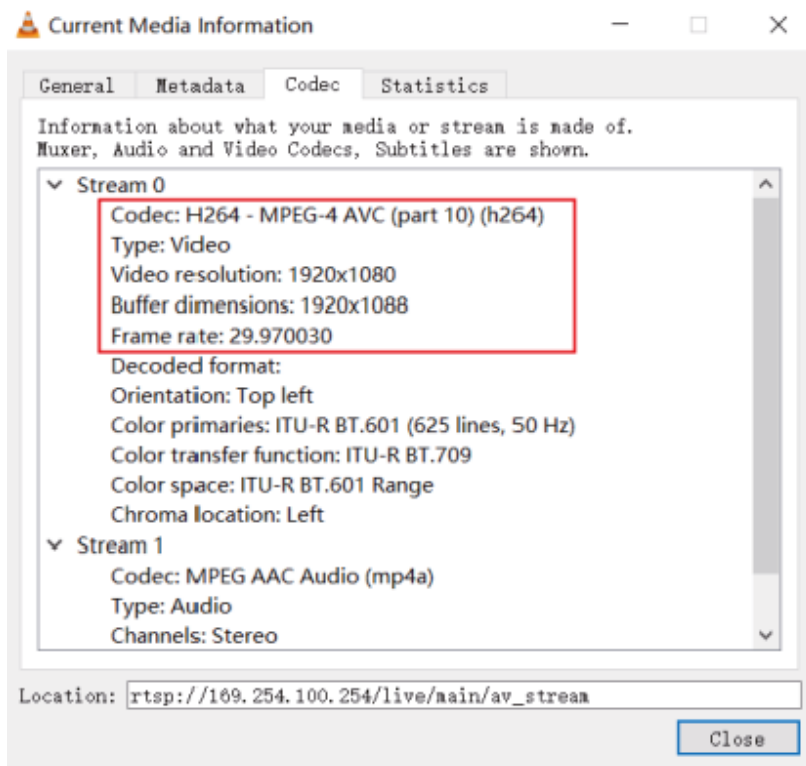 Current Media Information
General Metadata Codec Statistics
Information about what your media or stream is made of.
Muxer, Audio and Video Codecs, Subtitles are shown.
Stream 0
Codec: H264 - MPEG-4 AVC (part 10) (h264)
Type: Video
Video resolution: 1920x1080
Buffer dimensions: 1920x1088
Frame rate: 29.970030
Decoded format:
Orientation: Top left
Color primaries: ITU-R BT.601 (625 lines, 50 Hz)
Color transfer function: ITU-R BT.709
Color space: ITU-R BT.601 Range
Chroma location: Left
Stream 1
Codec: MPEG AAC Audio (mp4a)
Type: Audio
Channels: Stereo
Location: rtsp://169.254.100.254/live/main/av_stream
Close